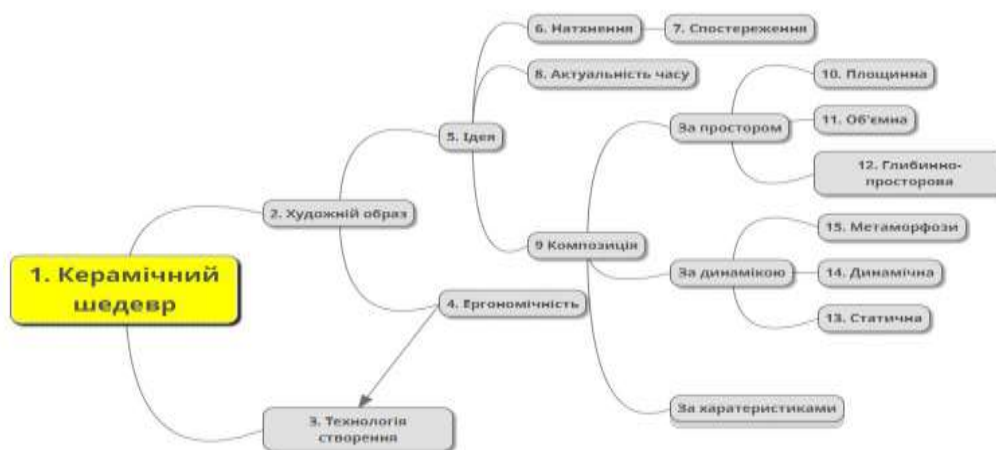 1. Керамічний
шедевр
2. Художній образ
5. Ідея
6. Натхнення
7. Спостереження
8. Актуальність часу
9 Композиція
За простором
10. Площинна
11. Об'ємна
12. Глибинно-
просторова
За динамікою
15. Метаморфози
14. Динамічна
13. Статична
За харатеристиками
4. Ергономічність
3. Технологія
створення